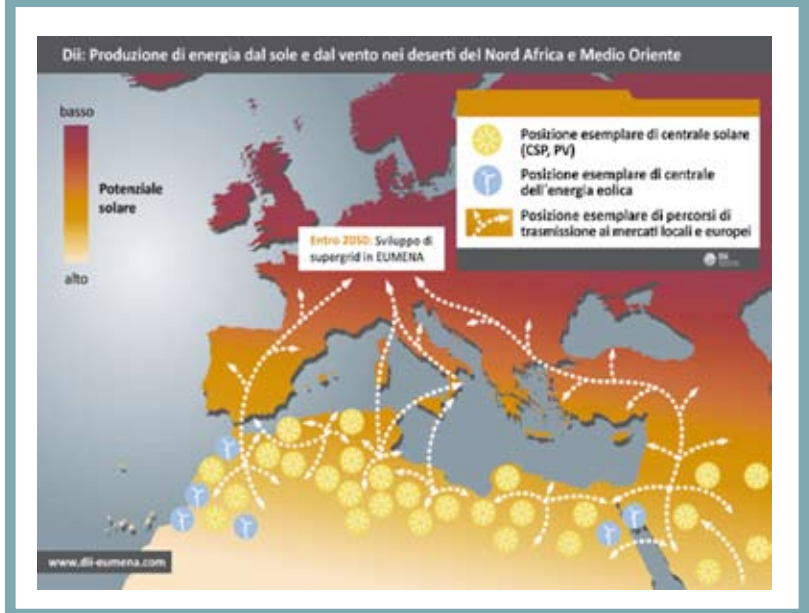 Dii: Produzione di energia dal sole e dal vento nei deserti del Nord Africa e Medio Oriente
basso
Potenziale
solare
alto
Posizione esemplare di centrale solare
(CSP, PV)
Posizione esemplare di centrale
dell'energia eolica
Posizione esemplare di percorsi di
trasmissione ai mercati locali e europei
Entro 2050: Sviluppo di
supergrid in EUMENA
www.dii-eumena.com